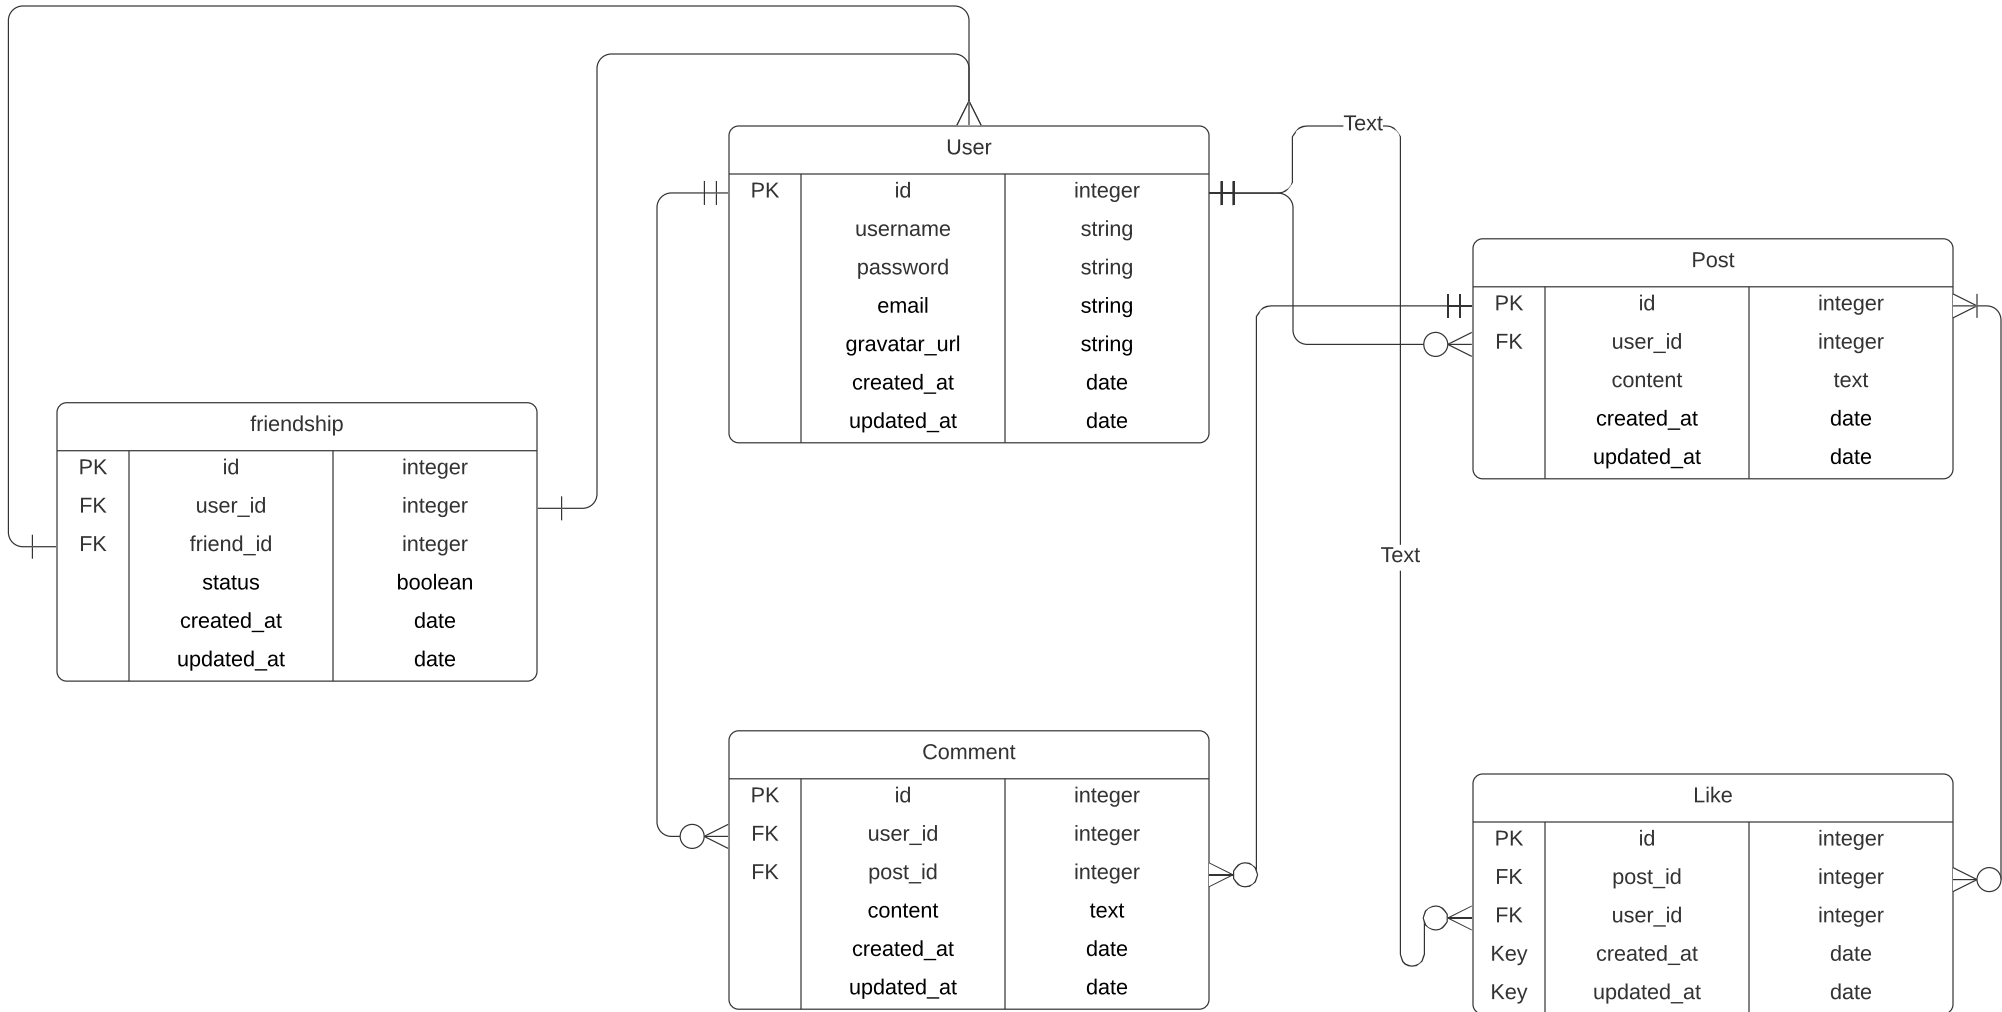 Text
User
PK id integer
username string
password string
email string
gravatar_url string
created_at date
updated_at date
Post
PK id integer
FK user_id integer
content text
created_at date
updated_at date
friendship
PK id integer
FK user_id integer
FK friend_id integer
status boolean
created_at date
updated_at date
Text
Comment
PK id integer
FK user_id integer
FK post_id integer
content text
created_at date
updated_at date
Like
PK id integer
FK post_id integer
FK user_id integer
Key created_at date
Key updated_at date